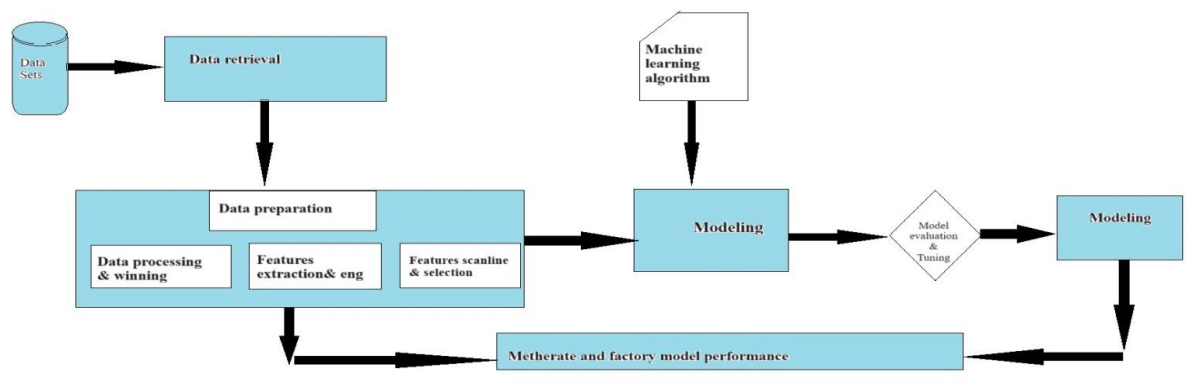 Data
Sets
Data retrieval
Machine
learning
algorithm
Data preparation
Data processing
& winning
Features
extraction& eng
Features scanline
& selection
Modeling
Model
evaluation
&
Tuning
Modeling
Metherate and factory model performance